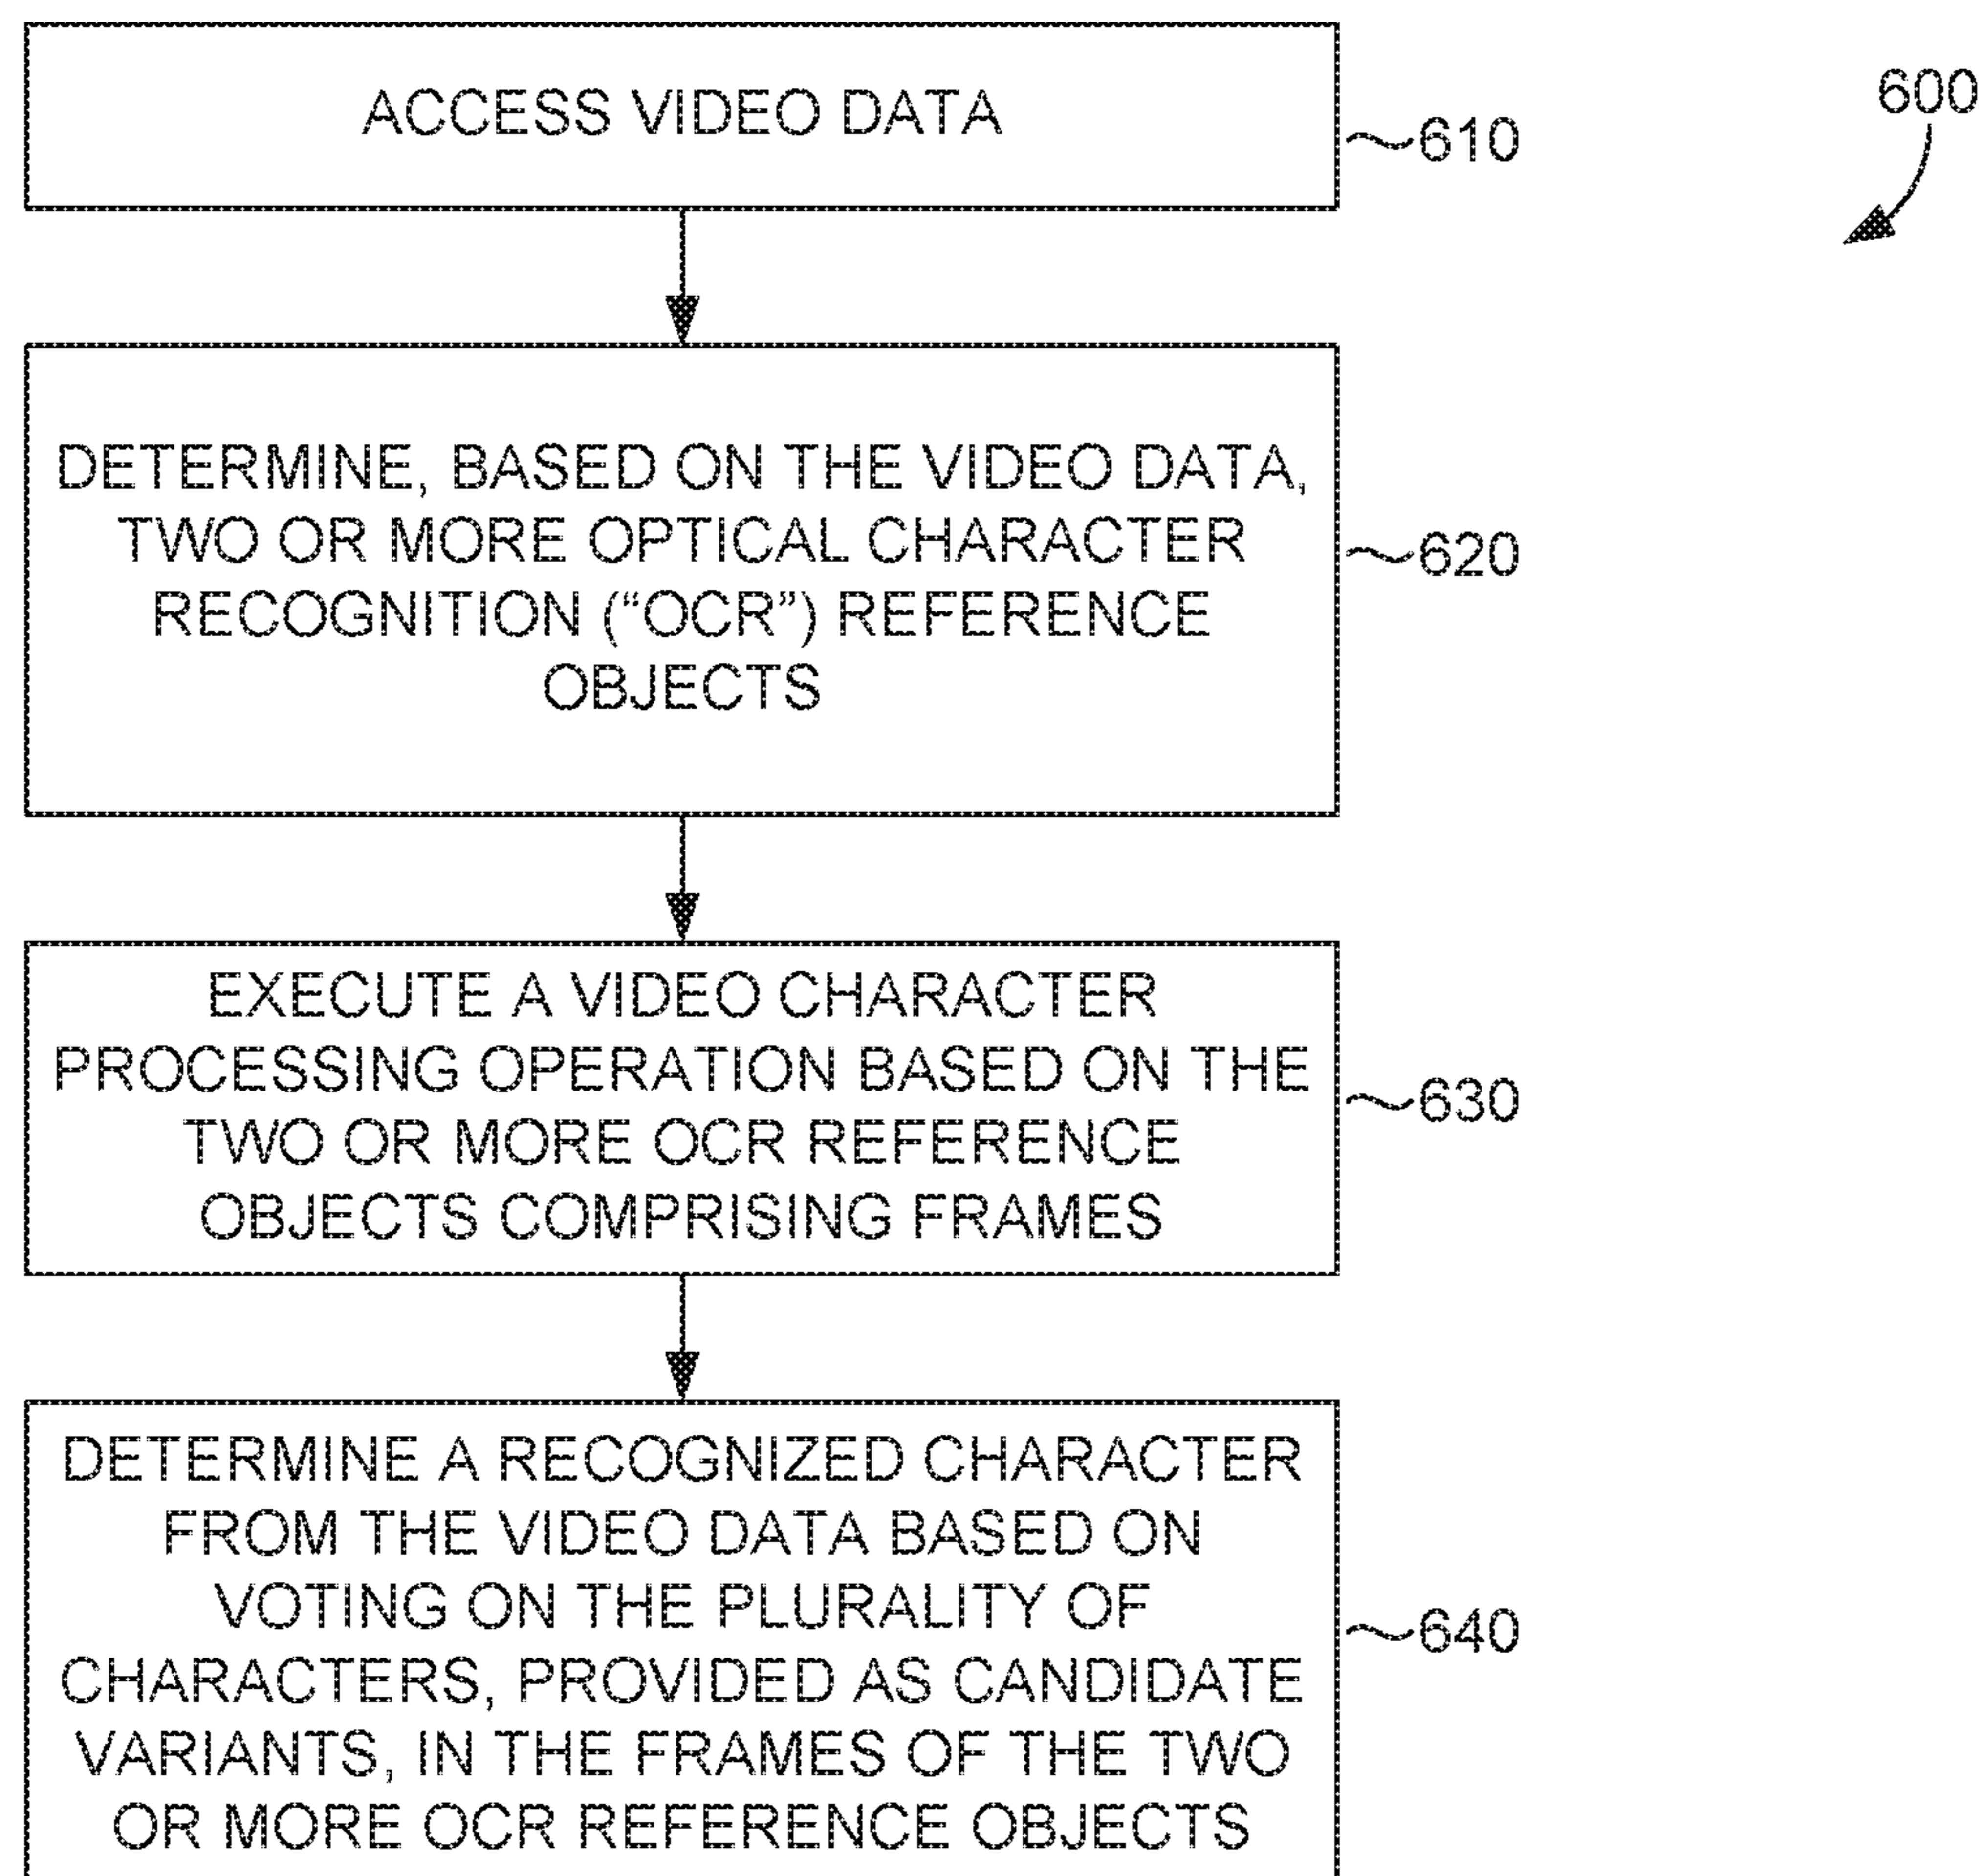 600
ACCESS VIDEO DATA
~610
DETERMINE, BASED ON THE VIDEO DATA,
TWO OR MORE OPTICAL CHARACTER
RECOGNITION (“OCR”) REFERENCE
OBJECTS
~620
EXECUTE A VIDEO CHARACTER
PROCESSING OPERATION BASED ON THE
TWO OR MORE OCR REFERENCE
OBJECTS COMPRISING FRAMES
~630
DETERMINE A RECOGNIZED CHARACTER
FROM THE VIDEO DATA BASED ON
VOTING ON THE PLURALITY OF
CHARACTERS, PROVIDED AS CANDIDATE
VARIANTS, IN THE FRAMES OF THE TWO
OR MORE OCR REFERENCE OBJECTS
~640